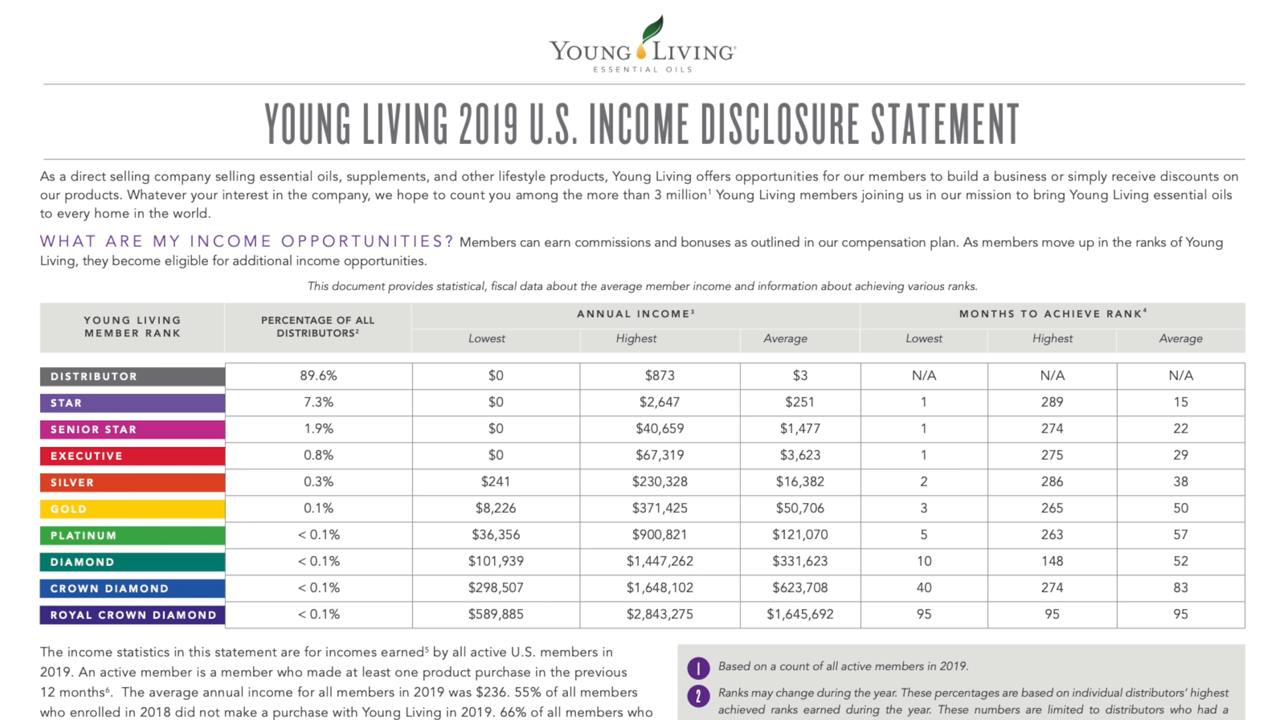 YOUNG LIVING®
ESSENTIAL OILS
YOUNG LIVING 2019 U.S. INCOME DISCLOSURE STATEMENT
As a direct selling company selling essential oils, supplements, and other lifestyle products, Young Living offers opportunities for our members to build a business or simply receive discounts on
our products. Whatever your interest in the company, we hope to count you among the more than 3 million¹ Young Living members joining us in our mission to bring Young Living essential oils
to every home in the world.
WHAT ARE MY INCOME OPPORTUNITIES? Members can earn commissions and bonuses as outlined in our compensation plan. As members move up in the ranks of Young
Living, they become eligible for additional income opportunities.
This document provides statistical, fiscal data about the average member income and information about achieving various ranks.
YOUNG LIVING MEMBER RANK PERCENTAGE OF ALL DISTRIBUTORS² ANNUAL INCOME³ MONTHS TO ACHIEVE RANK⁴
Lowest Highest Average Lowest Highest Average
DISTRIBUTOR 89.6% $0 $873 $3 N/A N/A N/A
STAR 7.3% $0 $2,647 $251 1 289 15
SENIOR STAR 1.9% $0 $40,659 $1,477 1 274 22
EXECUTIVE 0.8% $0 $67,319 $3,623 1 275 29
SILVER 0.3% $241 $230,328 $16,382 2 286 38
GOLD 0.1% $8,226 $371,425 $50,706 3 265 50
PLATINUM < 0.1% $36,356 $900,821 $121,070 5 263 57
DIAMOND < 0.1% $101,939 $1,447,262 $331,623 10 148 52
CROWN DIAMOND < 0.1% $298,507 $1,648,102 $623,708 40 274 83
ROYAL CROWN DIAMOND < 0.1% $589,885 $2,843,275 $1,645,692 95 95 95
The income statistics in this statement are for incomes earned⁵ by all active U.S. members in
2019. An active member is a member who made at least one product purchase in the previous
12 months⁶. The average annual income for all members in 2019 was $236. 55% of all members
who enrolled in 2018 did not make a purchase with Young Living in 2019. 66% of all members who
1 Based on a count of all active members in 2019.
2 Ranks may change during the year. These percentages are based on individual distributors' highest
achieved ranks earned during the year. These numbers are limited to distributors who had a